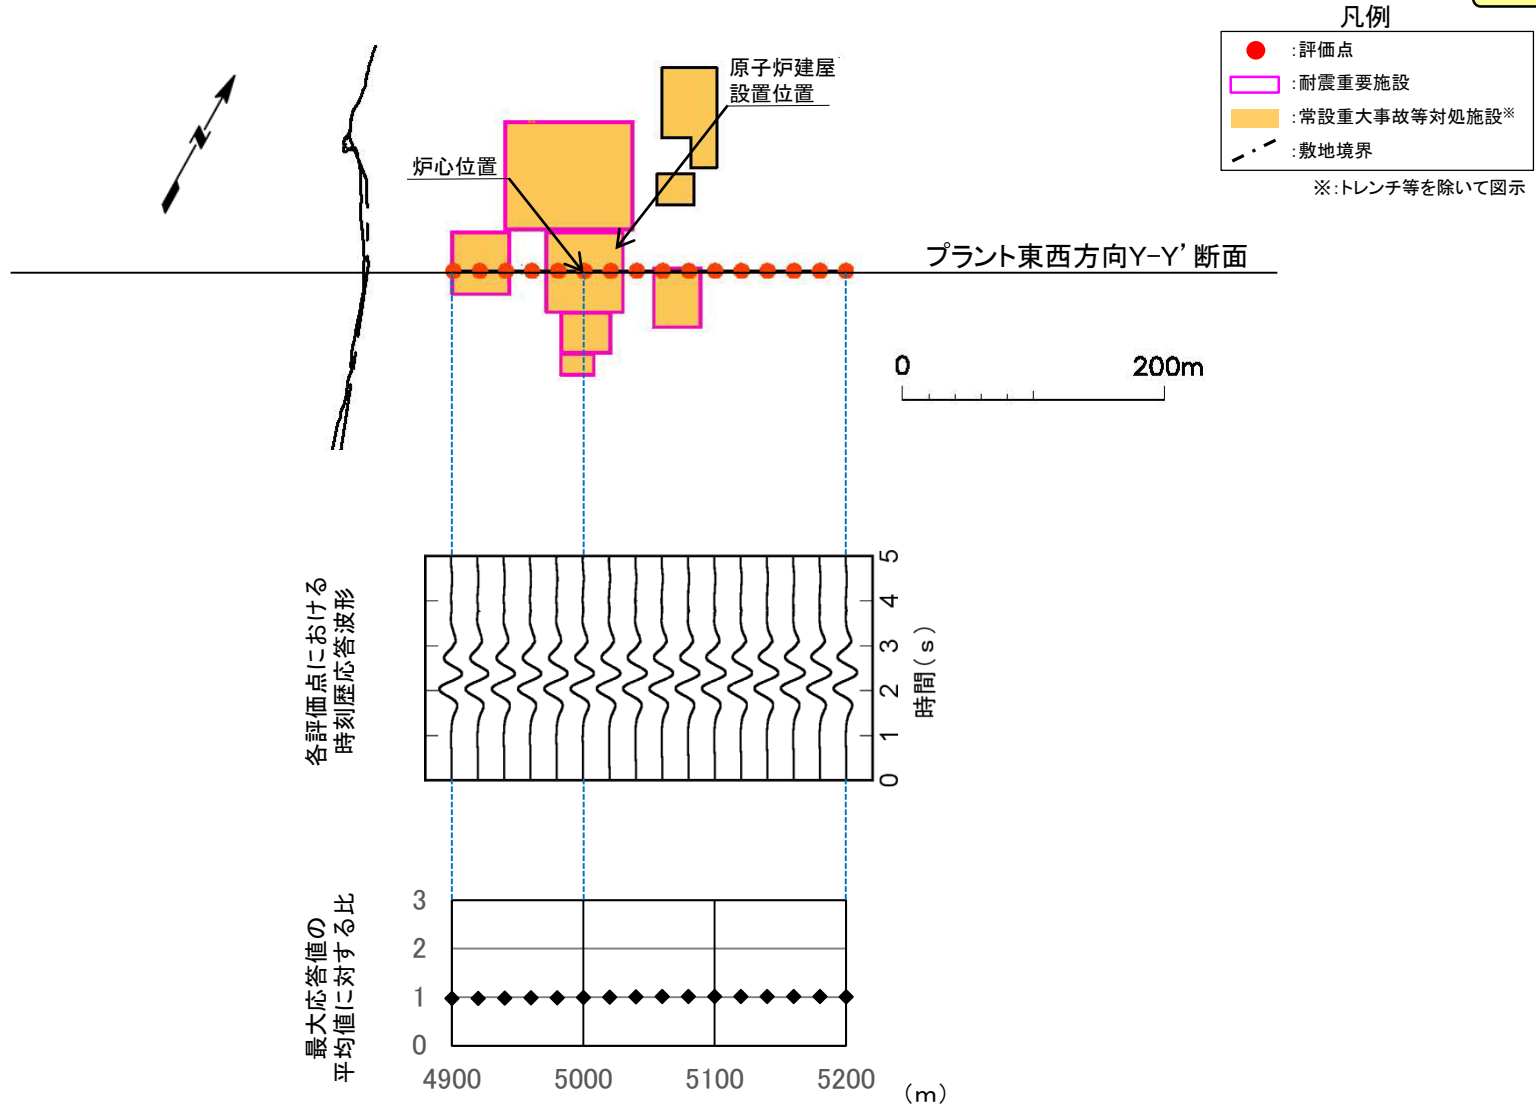 凡例
:評価点
:耐震重要施設
:常設重大事故等対処施設※
:敷地境界
※:トレンチ等を除いて図示
N
原子炉建屋
設置位置
炉心位置
プラント東西方向Y-Y’断面
0 200m
各評価点における
時刻歴応答波形
5
4
3
2
1
0
時間(s)
最大応答値の
平均値に対する比
3
2
1
0
4900 5000 5100 5200
(m)